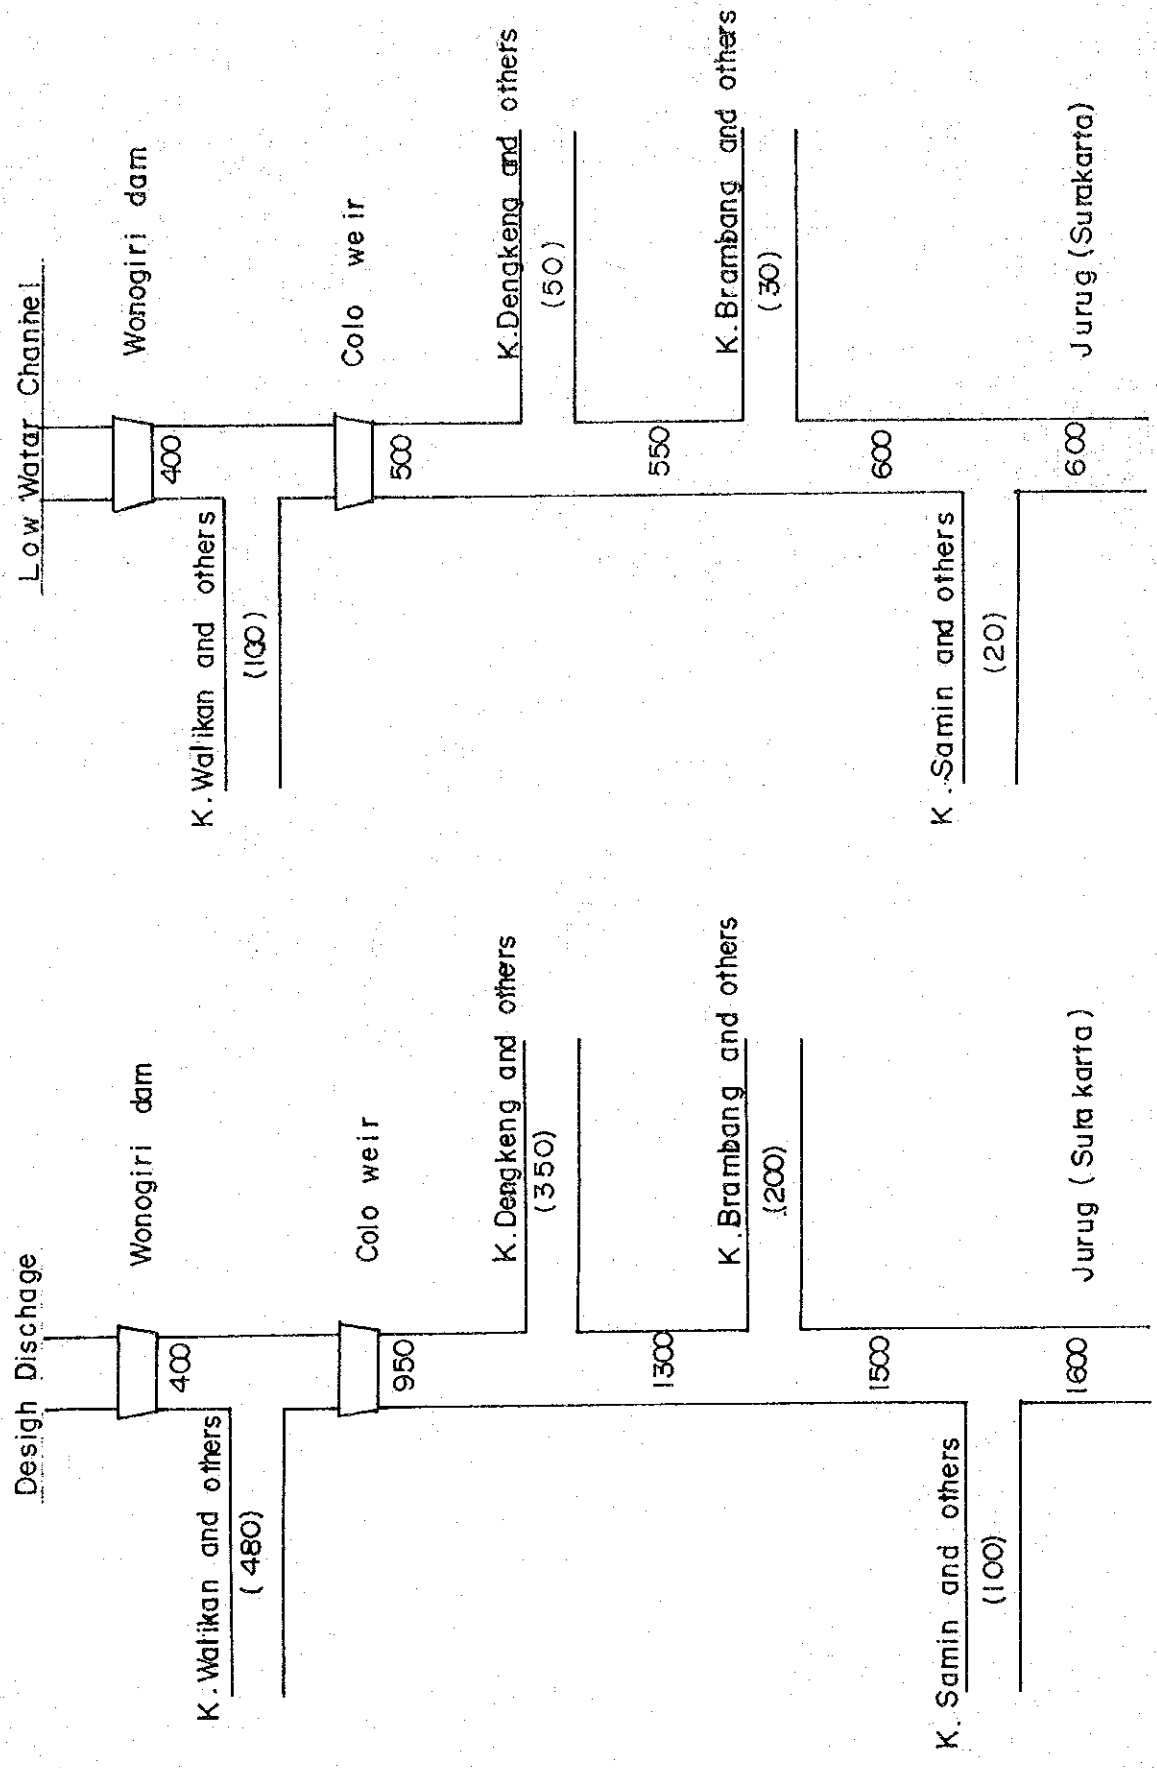 Low Watar Channel
Wonogiri dam
400
K.Walikan and others
(100)
Colo weir
500
K.Dengkeng and others
(50)
550
K.Brambang and others
(30)
600
K.Samin and others
(20)
600
Jurug (Surakarta)
Desigh Dischage
Wonogiri dam
400
K.Walikan and others
(480)
Colo weir
950
K.Dengkeng and others
(350)
1300
K.Brambang and others
(200)
1500
K.Samin and others
(100)
1600
Jurug (Surakarta)